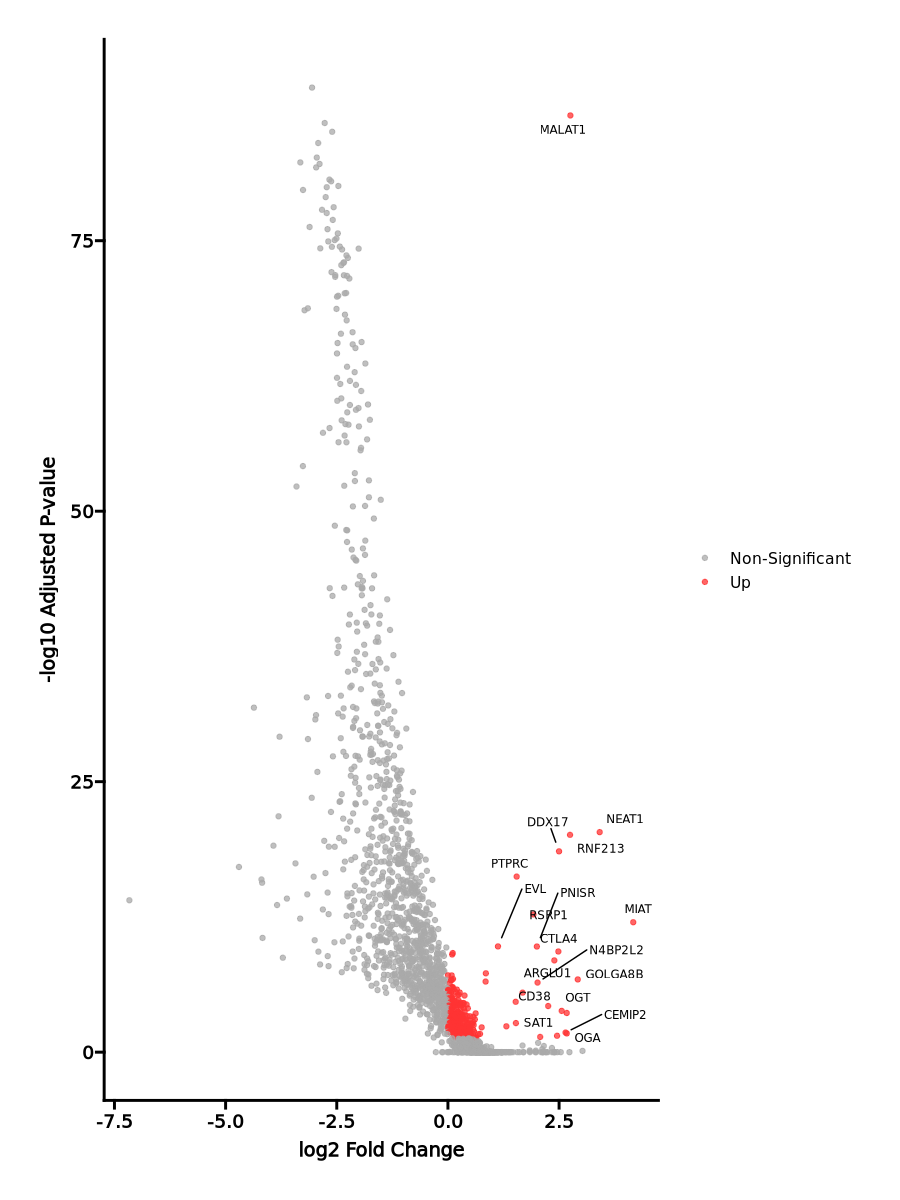 MALAT1
75
-log10 Adjusted P-value
50
Non-Significant
Up
25
NEAT1
DDX17
RNF213
PTPRC
EVL
PNISR
MIAT
RSRP1
CTLA4
N4BP2L2
ARGLU1
GOLGA8B
CD38
OGT
CEMIP2
SAT1
OGA
0
-7.5
-5.0
-2.5
0.0
2.5
log2 Fold Change